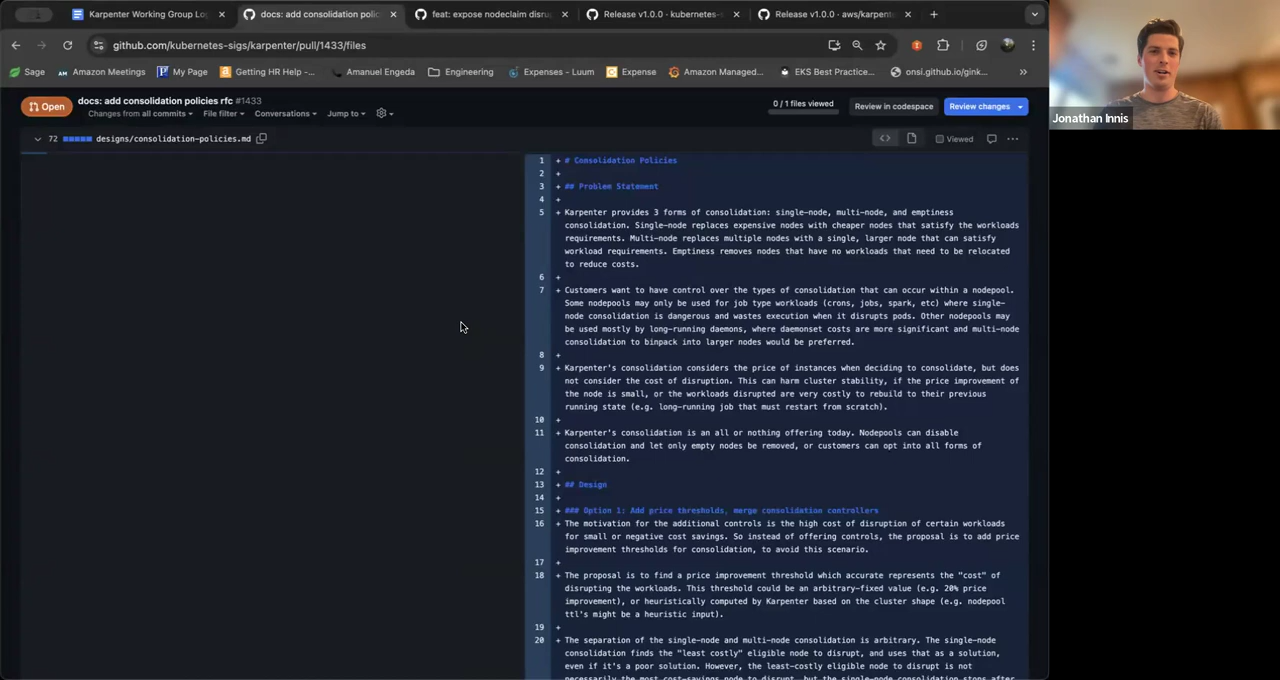 Karpenter Working Group Log
docs: add consolidation polic
feat: expose nodeclaim disru
Release v1.0.0 · kubernetes-s
Release v1.0.0 · aws/karpent
github.com/kubernetes-sigs/karpenter/pull/1433/files
Sage
Amazon Meetings
My Page
Getting HR Help -...
Amanuel Engeda
Engineering
Expenses - Luum
Expense
Amazon Managed...
EKS Best Practice...
onsi.github.io/gink...
Open
docs: add consolidation policies rfc #1433
Changes from all commits
File filter
Conversations
Jump to
0 / 1 files viewed
Review in codespace
Review changes
Jonathan Innis
72
designs/consolidation-policies.md
Viewed
1 + # Consolidation Policies
2 +
3 + ## Problem Statement
4 +
5 + Karpenter provides 3 forms of consolidation: single-node, multi-node, and emptiness
consolidation. Single-node replaces expensive nodes with cheaper nodes that satisfy the workloads
requirements. Multi-node replaces multiple nodes with a single, larger node that can satisfy
workload requirements. Emptiness removes nodes that have no workloads that need to be relocated
to reduce costs.
6 +
7 + Customers want to have control over the types of consolidation that can occur within a nodepool.
Some nodepools may only be used for job type workloads (crons, jobs, spark, etc) where single-
node consolidation is dangerous and wastes execution when it disrupts pods. Other nodepools may
be used mostly by long-running daemons, where daemonset costs are more significant and multi-node
consolidation to binpack into larger nodes would be preferred.
8 +
9 + Karpenter's consolidation considers the price of instances when deciding to consolidate, but does
not consider the cost of disruption. This can harm cluster stability, if the price improvement of
the node is small, or the workloads disrupted are very costly to rebuild to their previous
running state (e.g. long-running job that must restart from scratch).
10 +
11 + Karpenter's consolidation is an all or nothing offering today. Nodepools can disable
consolidation and let only empty nodes be removed, or customers can opt into all forms of
consolidation.
12 +
13 + ## Design
14 +
15 + ### Option 1: Add price thresholds, merge consolidation controllers
16 + The motivation for the additional controls is the high cost of disruption of certain workloads
for small or negative cost savings. So instead of offering controls, the proposal is to add price
improvement thresholds for consolidation, to avoid this scenario.
17 +
18 + The proposal is to find a price improvement threshold which accurate represents the "cost" of
disrupting the workloads. This threshold could be an arbitrary-fixed value (e.g. 20% price
improvement), or heuristically computed by Karpenter based on the cluster shape (e.g. nodepool
ttl's might be a heuristic input).
19 +
20 + The separation of the single-node and multi-node consolidation is arbitrary. The single-node
consolidation finds the "least costly" eligible node to disrupt, and uses that as a solution,
even if it's a poor solution. However, the least-costly eligible node to disrupt is not
necessarily the most cost-savings node to disrupt, but the single-node consolidation stops after